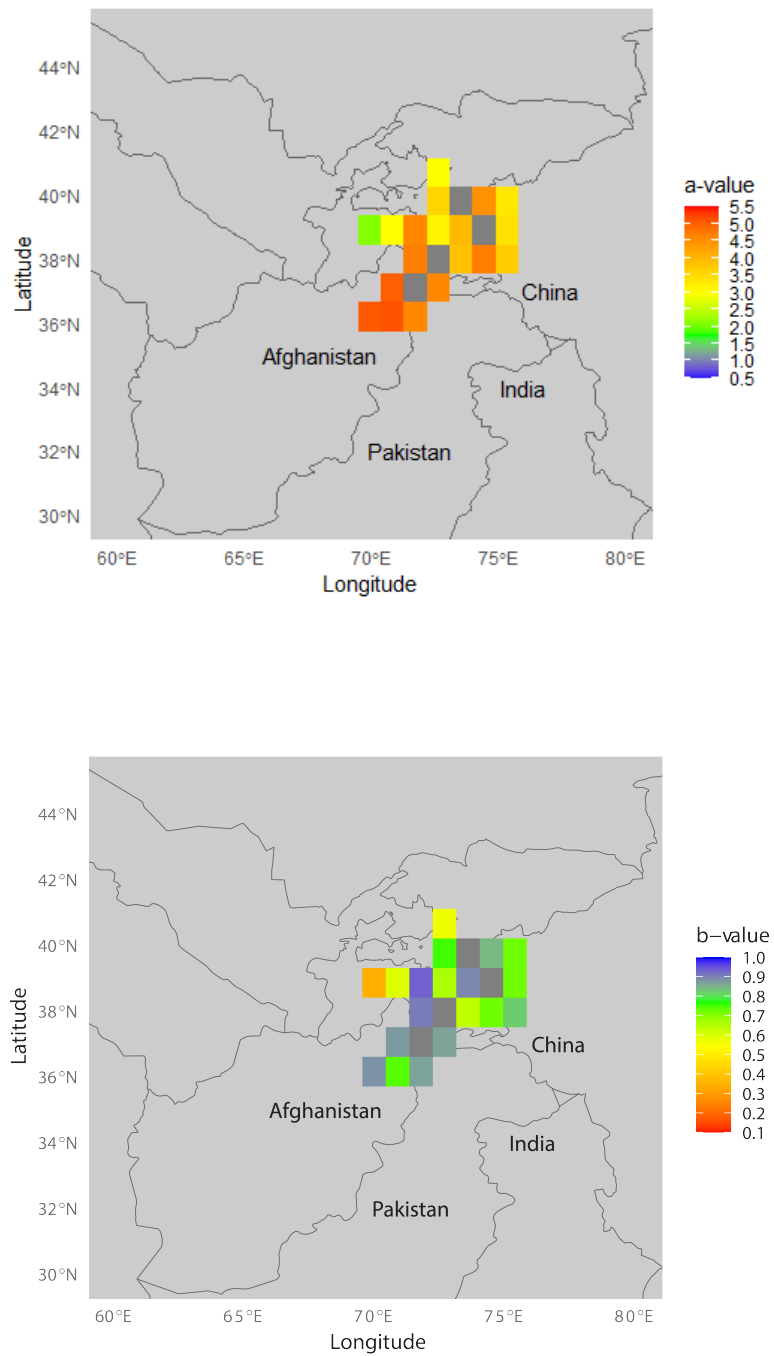 44°N
42°N
40°N
38°N
36°N
34°N
32°N
30°N
Latitude
60°E 65°E 70°E 75°E 80°E
Longitude
China
Afghanistan
India
Pakistan
a-value
5.5
5.0
4.5
4.0
3.5
3.0
2.5
2.0
1.5
1.0
0.5
44°N
42°N
40°N
38°N
36°N
34°N
32°N
30°N
Latitude
60°E 65°E 70°E 75°E 80°E
Longitude
China
Afghanistan
India
Pakistan
b−value
1.0
0.9
0.8
0.7
0.6
0.5
0.4
0.3
0.2
0.1